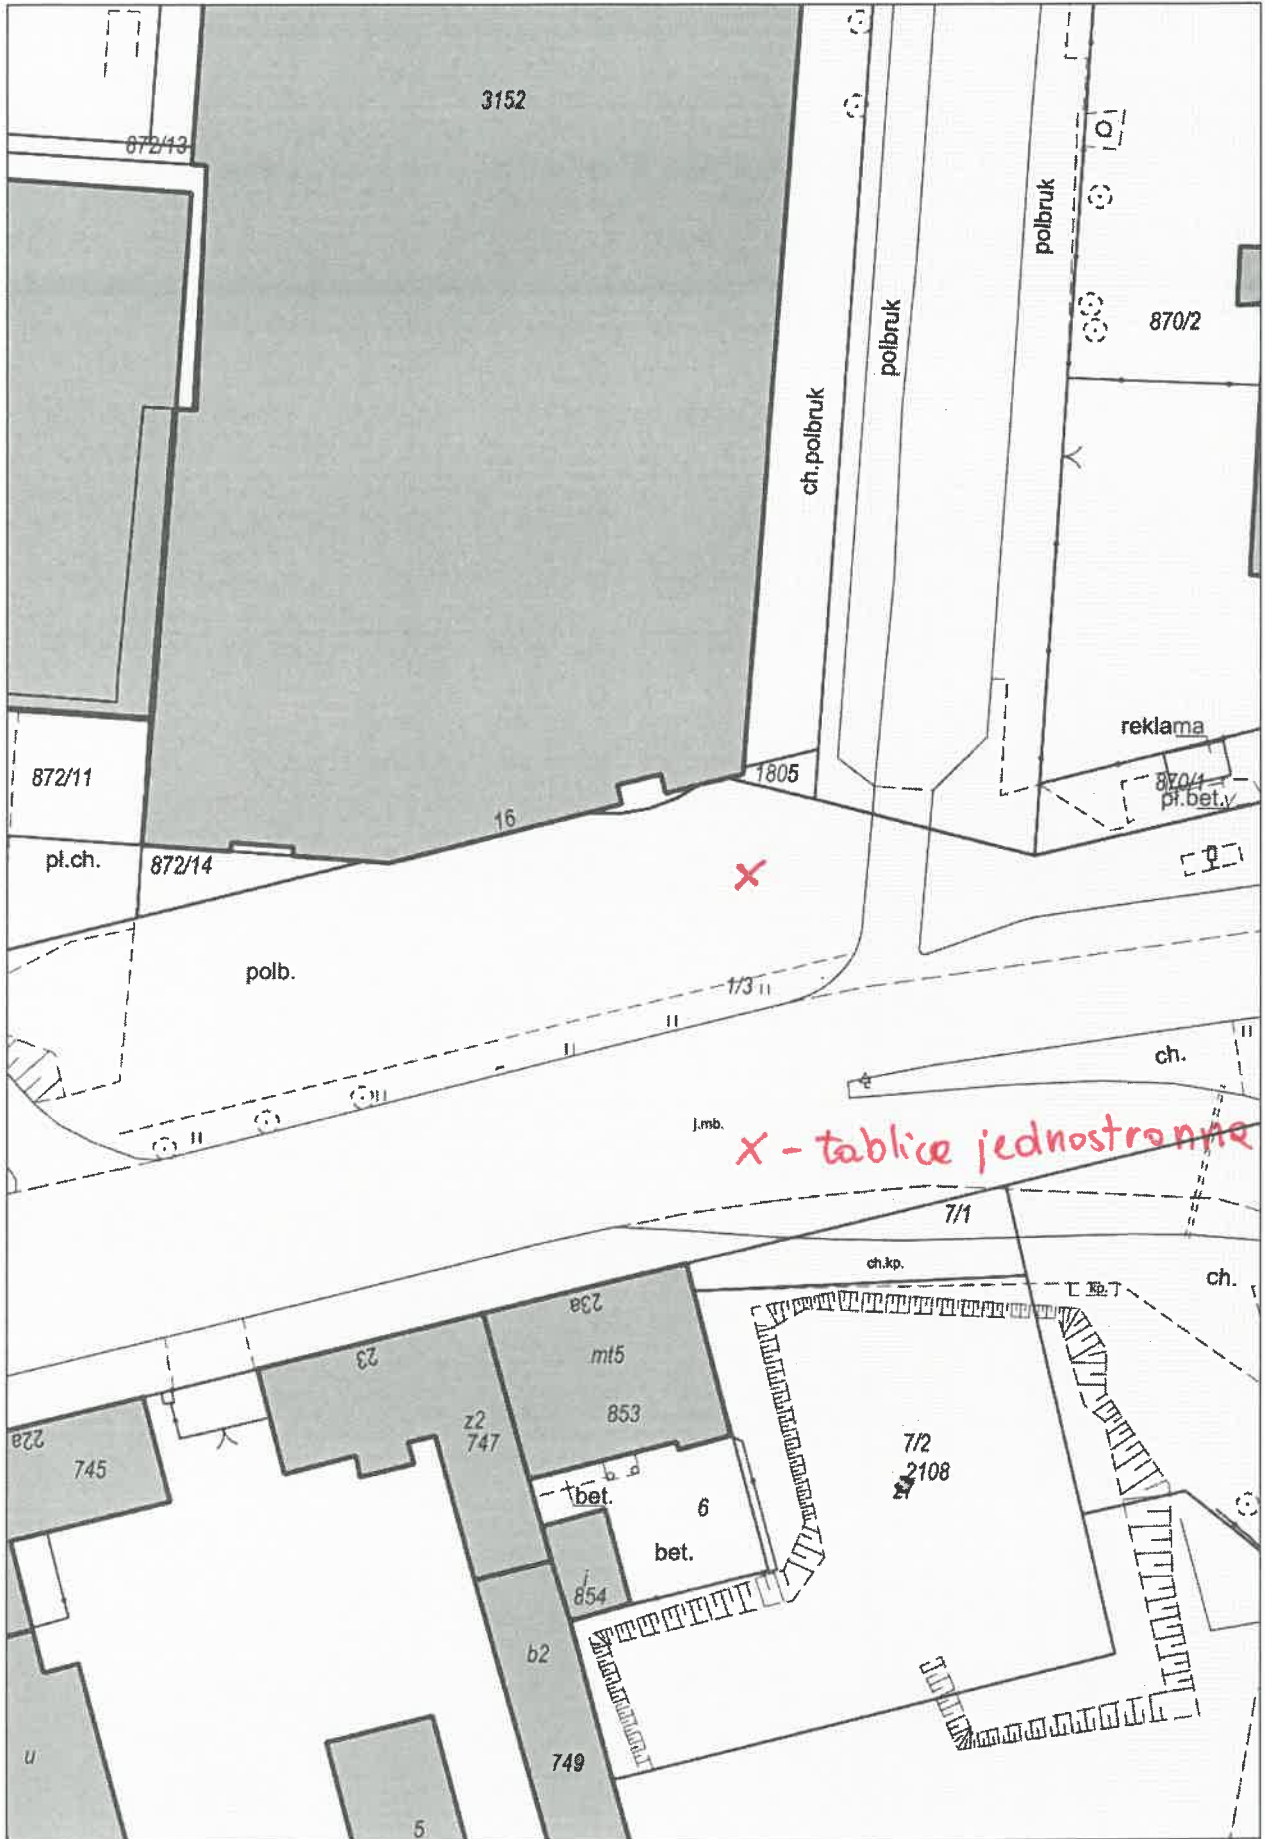 3152
872/13
polbruk
polbruk
870/2
ch.polbruk
reklama
872/11
1805
870/1
pł.bet.
16
pł.ch.
872/14
x
polb.
1/3
ch.
j.mb.
x - tablice jednostronne
7/1
ch.kp.
kp.
ch.
23a
23
mt5
853
z2
747
22a
745
7/2
2108
bet.
6
bet.
i
854
b2
u
749
5